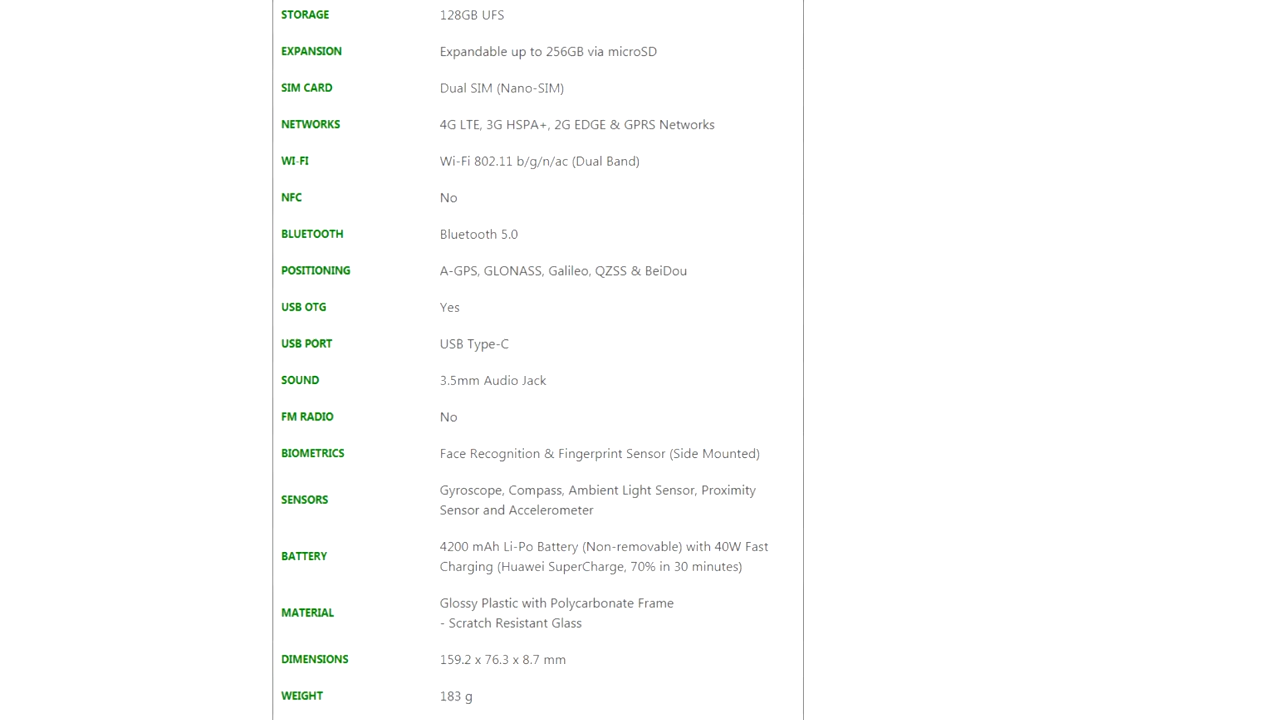 STORAGE 128GB UFS
EXPANSION Expandable up to 256GB via microSD
SIM CARD Dual SIM (Nano-SIM)
NETWORKS 4G LTE, 3G HSPA+, 2G EDGE & GPRS Networks
WI-FI Wi-Fi 802.11 b/g/n/ac (Dual Band)
NFC No
BLUETOOTH Bluetooth 5.0
POSITIONING A-GPS, GLONASS, Galileo, QZSS & BeiDou
USB OTG Yes
USB PORT USB Type-C
SOUND 3.5mm Audio Jack
FM RADIO No
BIOMETRICS Face Recognition & Fingerprint Sensor (Side Mounted)
SENSORS Gyroscope, Compass, Ambient Light Sensor, Proximity
Sensor and Accelerometer
BATTERY 4200 mAh Li-Po Battery (Non-removable) with 40W Fast
Charging (Huawei SuperCharge, 70% in 30 minutes)
MATERIAL Glossy Plastic with Polycarbonate Frame
- Scratch Resistant Glass
DIMENSIONS 159.2 x 76.3 x 8.7 mm
WEIGHT 183 g